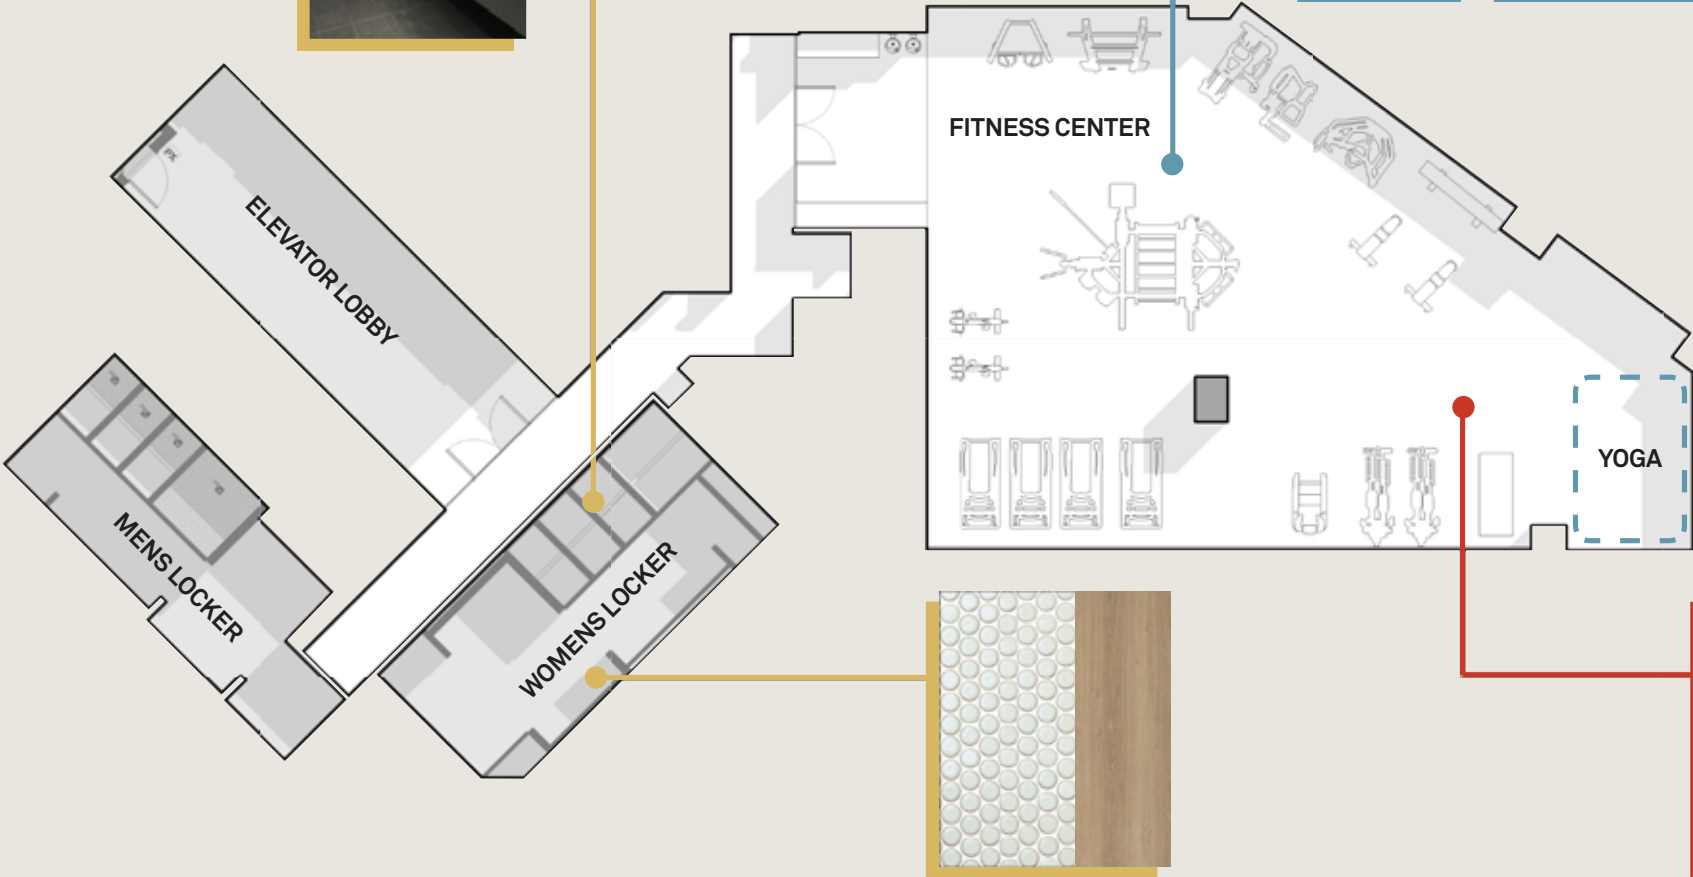 FITNESS CENTER
ELEVATOR LOBBY
YOGA
MENS LOCKER
WOMENS LOCKER